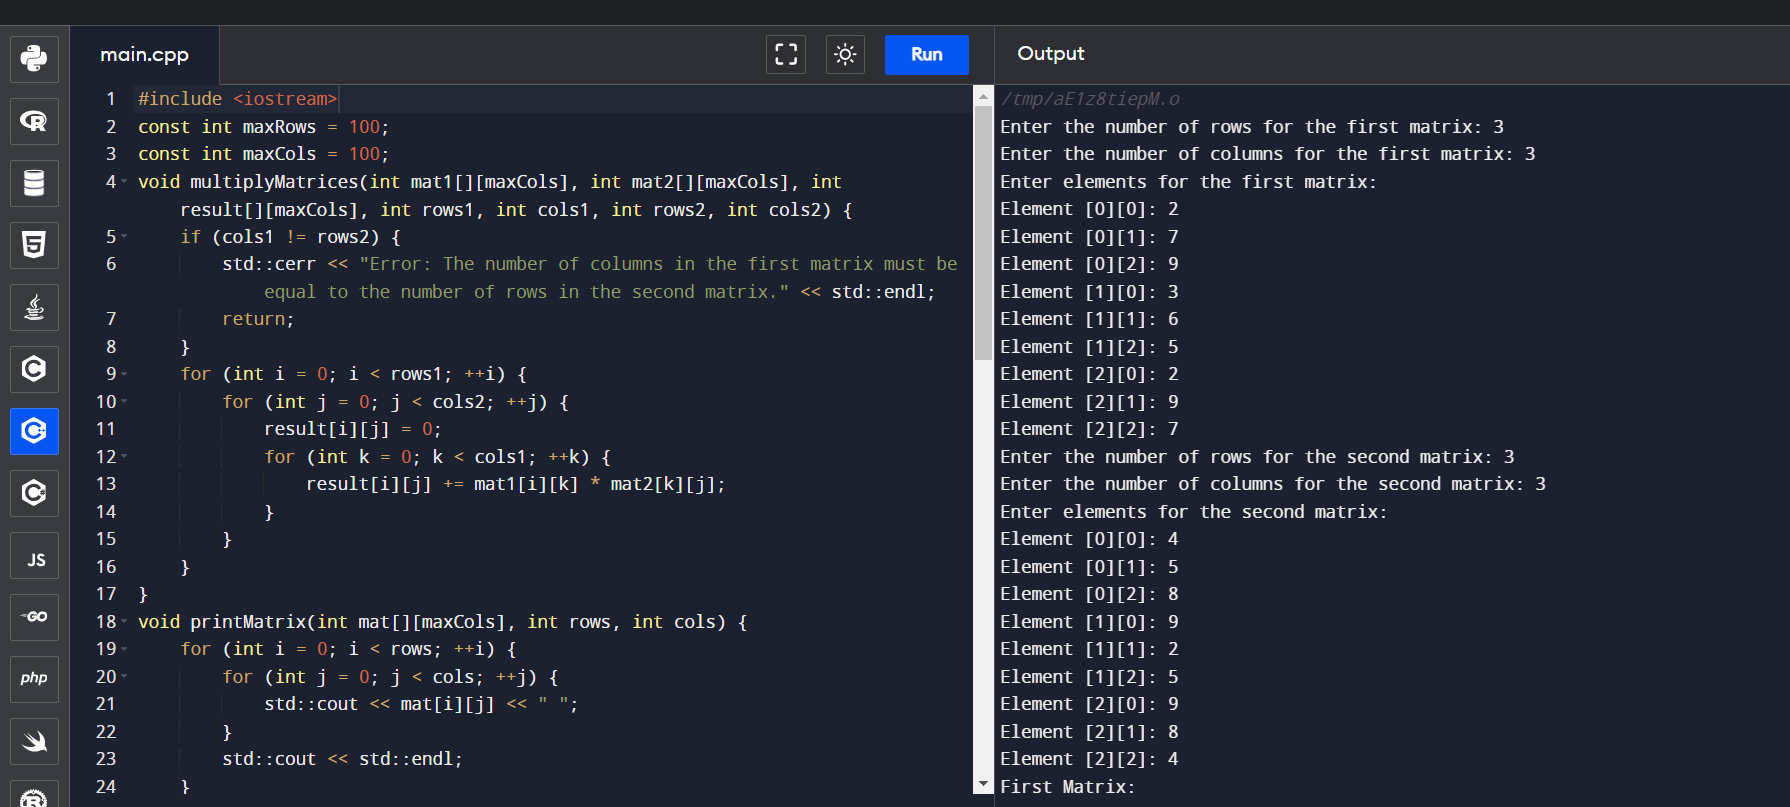 main.cpp
Run
Output
1 #include <iostream>
2 const int maxRows = 100;
3 const int maxCols = 100;
4 void multiplyMatrices(int mat1[][maxCols], int mat2[][maxCols], int
result[][maxCols], int rows1, int cols1, int rows2, int cols2) {
5 if (cols1 != rows2) {
6 std::cerr << "Error: The number of columns in the first matrix must be
equal to the number of rows in the second matrix." << std::endl;
7 return;
8 }
9 for (int i = 0; i < rows1; ++i) {
10 for (int j = 0; j < cols2; ++j) {
11 result[i][j] = 0;
12 for (int k = 0; k < cols1; ++k) {
13 result[i][j] += mat1[i][k] * mat2[k][j];
14 }
15 }
16 }
17 }
18 void printMatrix(int mat[][maxCols], int rows, int cols) {
19 for (int i = 0; i < rows; ++i) {
20 for (int j = 0; j < cols; ++j) {
21 std::cout << mat[i][j] << " ";
22 }
23 std::cout << std::endl;
24 }
/tmp/aE1z8tiepM.o
Enter the number of rows for the first matrix: 3
Enter the number of columns for the first matrix: 3
Enter elements for the first matrix:
Element [0][0]: 2
Element [0][1]: 7
Element [0][2]: 9
Element [1][0]: 3
Element [1][1]: 6
Element [1][2]: 5
Element [2][0]: 2
Element [2][1]: 9
Element [2][2]: 7
Enter the number of rows for the second matrix: 3
Enter the number of columns for the second matrix: 3
Enter elements for the second matrix:
Element [0][0]: 4
Element [0][1]: 5
Element [0][2]: 8
Element [1][0]: 9
Element [1][1]: 2
Element [1][2]: 5
Element [2][0]: 9
Element [2][1]: 8
Element [2][2]: 4
First Matrix:
R
5
C
C
C
JS
GO
php
R